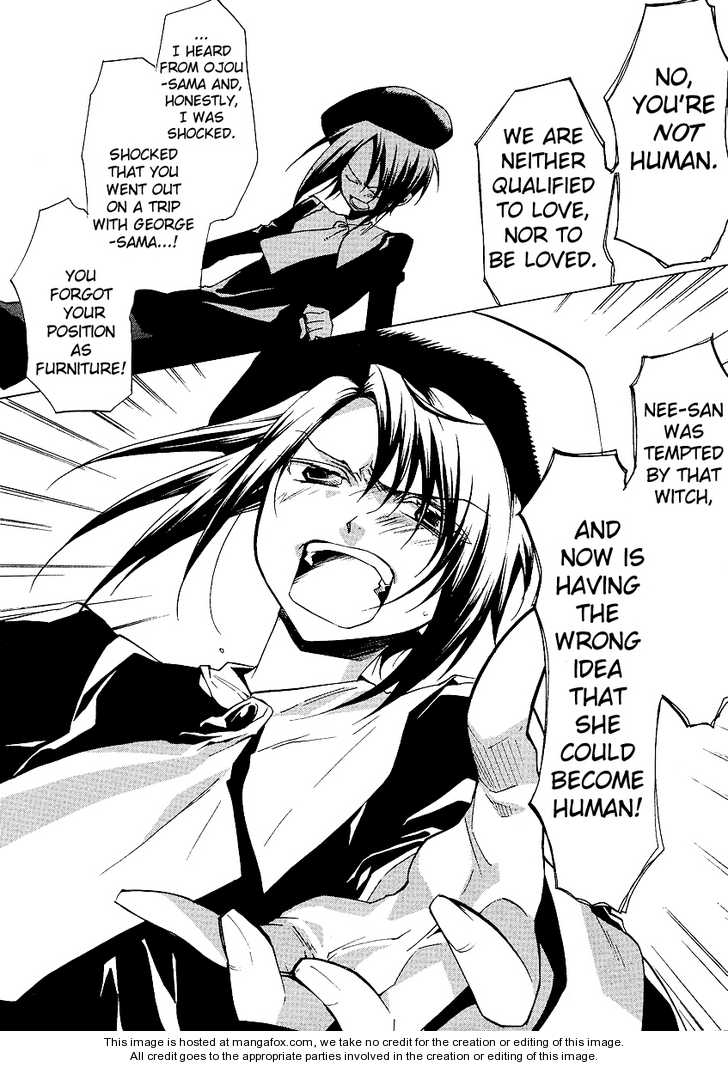 NO,
YOU'RE
NOT
HUMAN.
WE ARE
NEITHER
QUALIFIED
TO LOVE,
NOR TO
BE LOVED.
...
I HEARD
FROM OJOU
-SAMA AND,
HONESTLY,
I WAS
SHOCKED.
SHOCKED
THAT YOU
WENT OUT
ON A TRIP
WITH GEORGE
-SAMA...!
YOU
FORGOT
YOUR
POSITION
AS
FURNITURE!
NEE-SAN
WAS
TEMPTED
BY THAT
WITCH,
AND
NOW IS
HAVING
THE
WRONG
IDEA
THAT
SHE
COULD
BECOME
HUMAN!
This image is hosted at mangafox.com, we take no credit for the creation or editing of this image.
All credit goes to the appropriate parties involved in the creation or editing of this image.